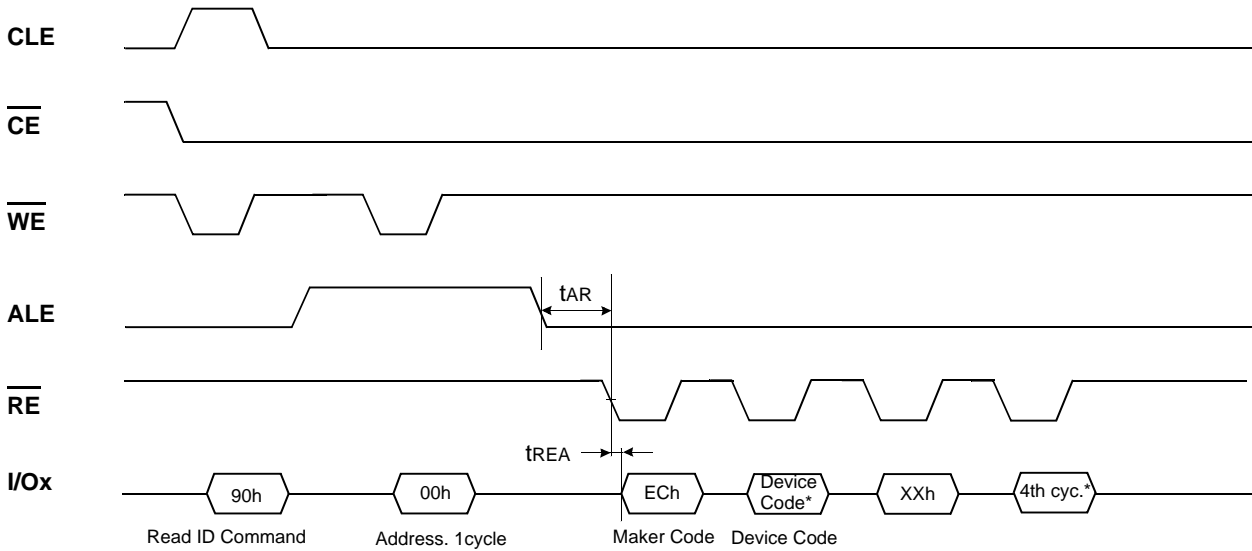 CLE
CE
WE
ALE
tAR
RE
tREA
I/Ox
90h
00h
ECh
Device
Code*
XXh
4th cyc.*
Read ID Command
Address. 1cycle
Maker Code
Device Code